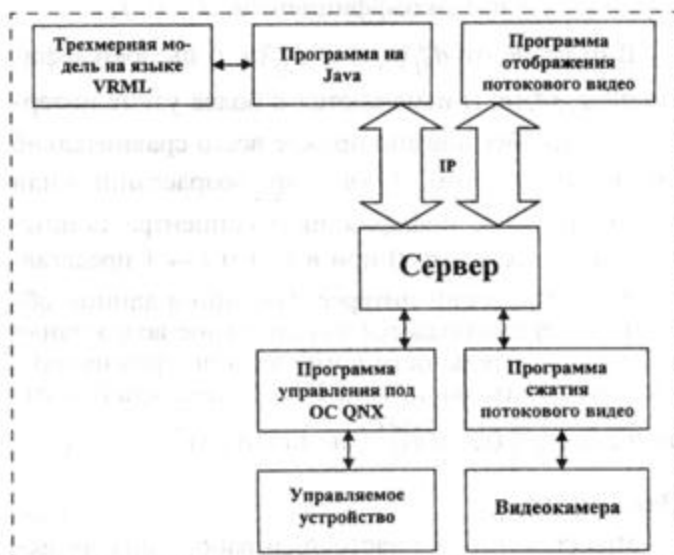 Трехмерная мо-
дель на языке
VRML
Программа на
Java
Программа
отображения
потокового видео
IP
Сервер
Программа
управления под
ОС QNX
Программа
сжатия
потокового видео
Управляемое
устройство
Видеокамера